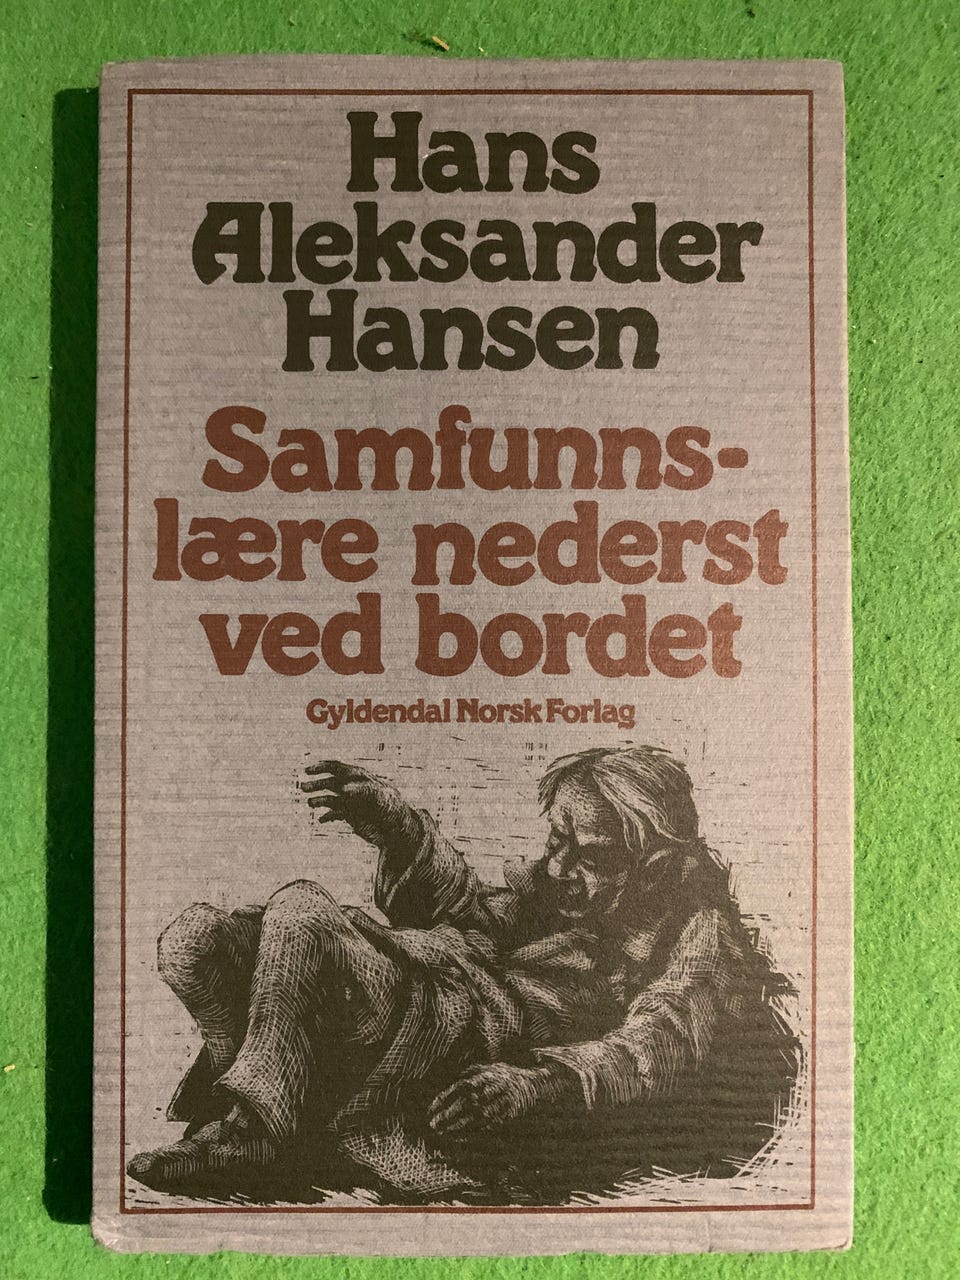 Hans
Aleksander
Hansen
Samfunns-
lære nederst
ved bordet
Gyldendal Norsk Forlag